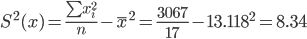 S^2(x) = \frac{\sum x_i^2}{n} - \overline{x}^2 = \frac{3067}{17} - 13.118^2 = 8.34